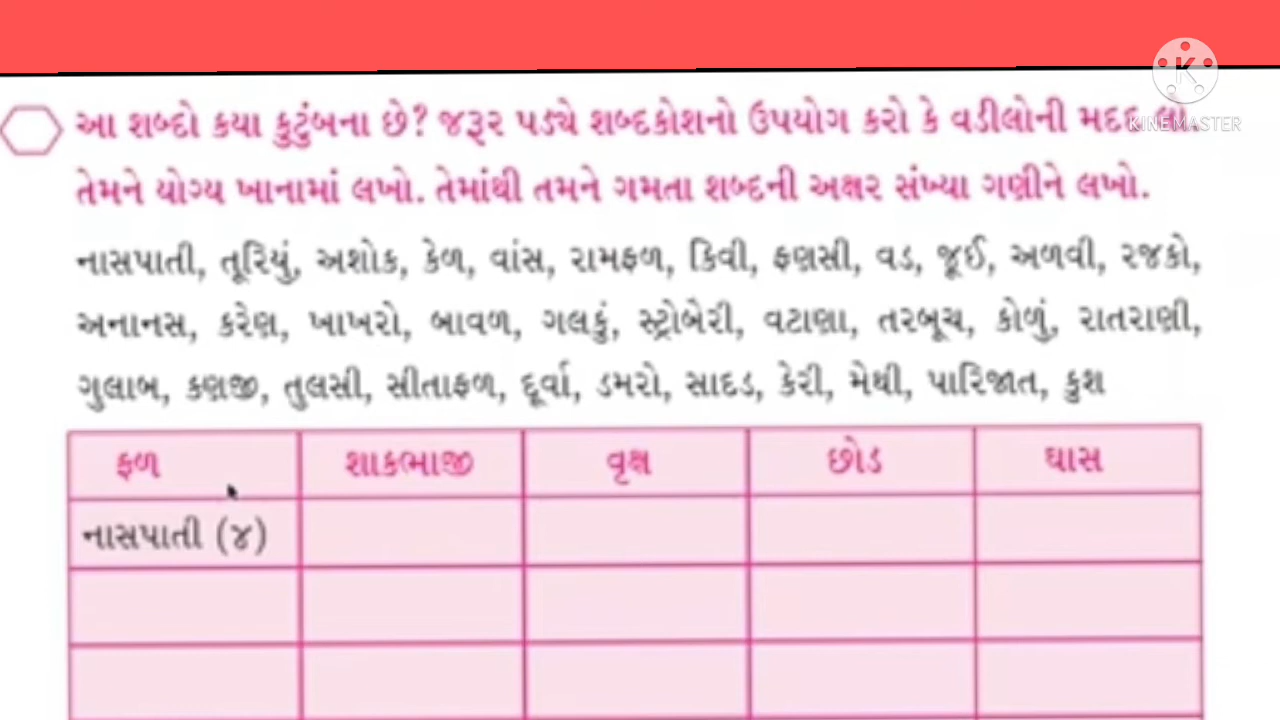 KINEMASTER
આ શબ્દો કયા કુટુંબના છે? જરૂર પડ્યે શબ્દકોશનો ઉપયોગ કરો કે વડીલોની મદદ લો.
તેમને યોગ્ય ખાનામાં લખો. તેમાંથી તમને ગમતા શબ્દની અક્ષર સંખ્યા ગણીને લખો.
નાસપાતી, તૂરિયું, અશોક, કેળ, વાંસ, રામફળ, કિવી, ફણસી, વડ, જૂઈ, અળવી, રજકો,
અનાનસ, કરેણ, ખાખરો, બાવળ, ગલકું, સ્ટ્રોબેરી, વટાણા, તરબૂચ, કોળું, રાતરાણી,
ગુલાબ, કણજી, તુલસી, સીતાફળ, દૂર્વા, ડમરો, સાદડ, કેરી, મેથી, પારિજાત, કુશ
ફળ શાકભાજી વૃક્ષ છોડ ઘાસ
નાસપાતી (૪)